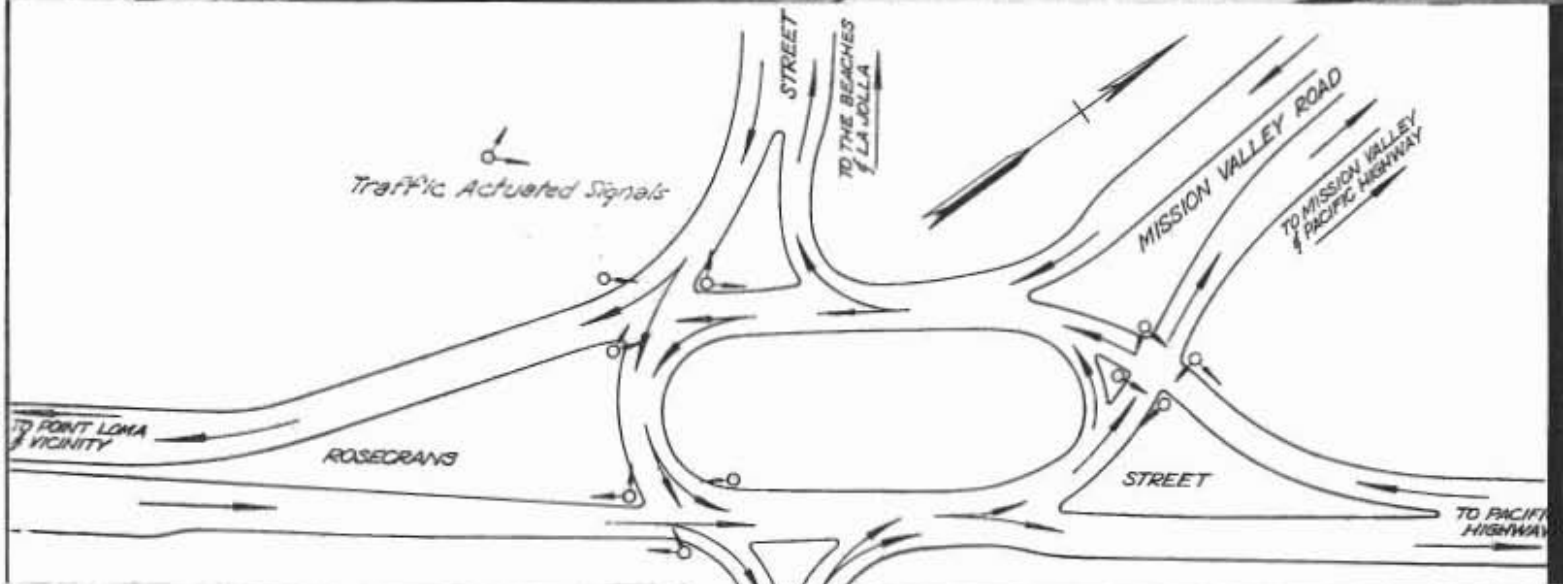 STREET
TO THE BEACHES
& LA JOLLA
MISSION VALLEY ROAD
TO MISSION VALLEY
& PACIFIC HIGHWAY
Traffic Actuated Signals
TO POINT LOMA
& VICINITY
ROSECRANS
STREET
TO PACIFI
HIGHWAY